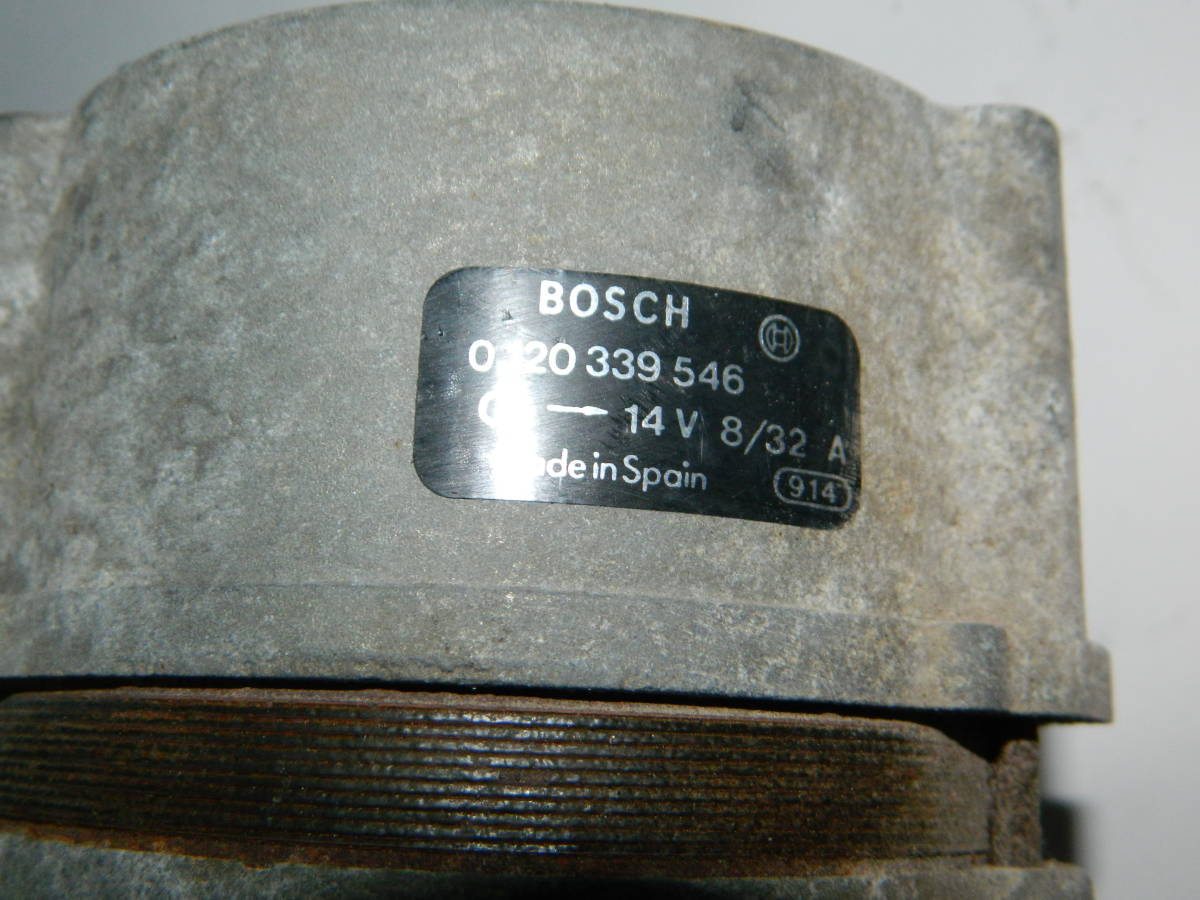 BOSCH
339 546
14 V 8/32 A
in Spain
914